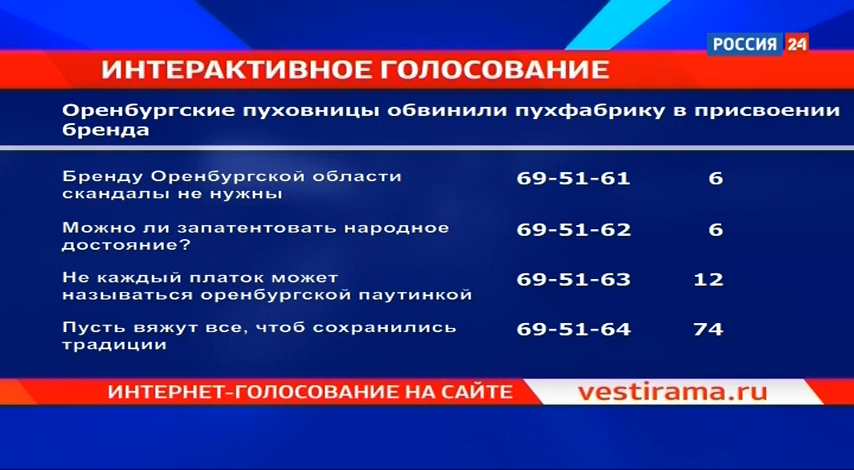 РОССИЯ 24
ИНТЕРАКТИВНОЕ ГОЛОСОВАНИЕ
Оренбургские пуховницы обвинили пухфабрику в присвоении
бренда
Бренду Оренбургской области
скандалы не нужны
69-51-61 6
Можно ли запатентовать народное
достояние?
69-51-62 6
Не каждый платок может
называться оренбургской паутинкой
69-51-63 12
Пусть вяжут все, чтоб сохранились
традиции
69-51-64 74
ИНТЕРНЕТ-ГОЛОСОВАНИЕ НА САЙТЕ vestirama.ru